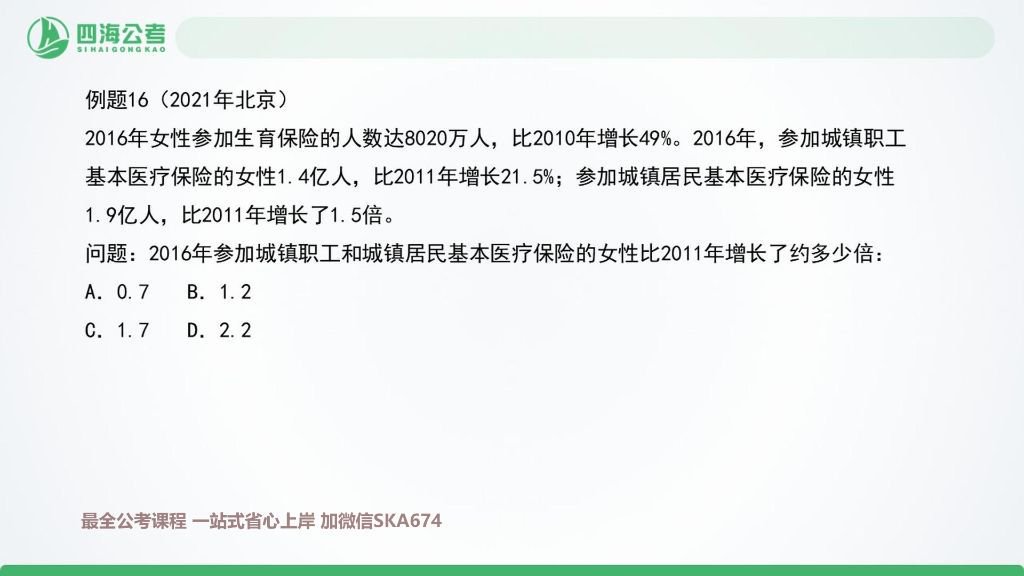 四海公考
SIHAIGONGKAO
例题16（2021年北京）
2016年女性参加生育保险的人数达8020万人，比2010年增长49%。2016年，参加城镇职工
基本医疗保险的女性1.4亿人，比2011年增长21.5%；参加城镇居民基本医疗保险的女性
1.9亿人，比2011年增长了1.5倍。
问题：2016年参加城镇职工和城镇居民基本医疗保险的女性比2011年增长了约多少倍：
A. 0.7 B. 1.2
C. 1.7 D. 2.2
最全公考课程 一站式省心上岸 加微信SKA674